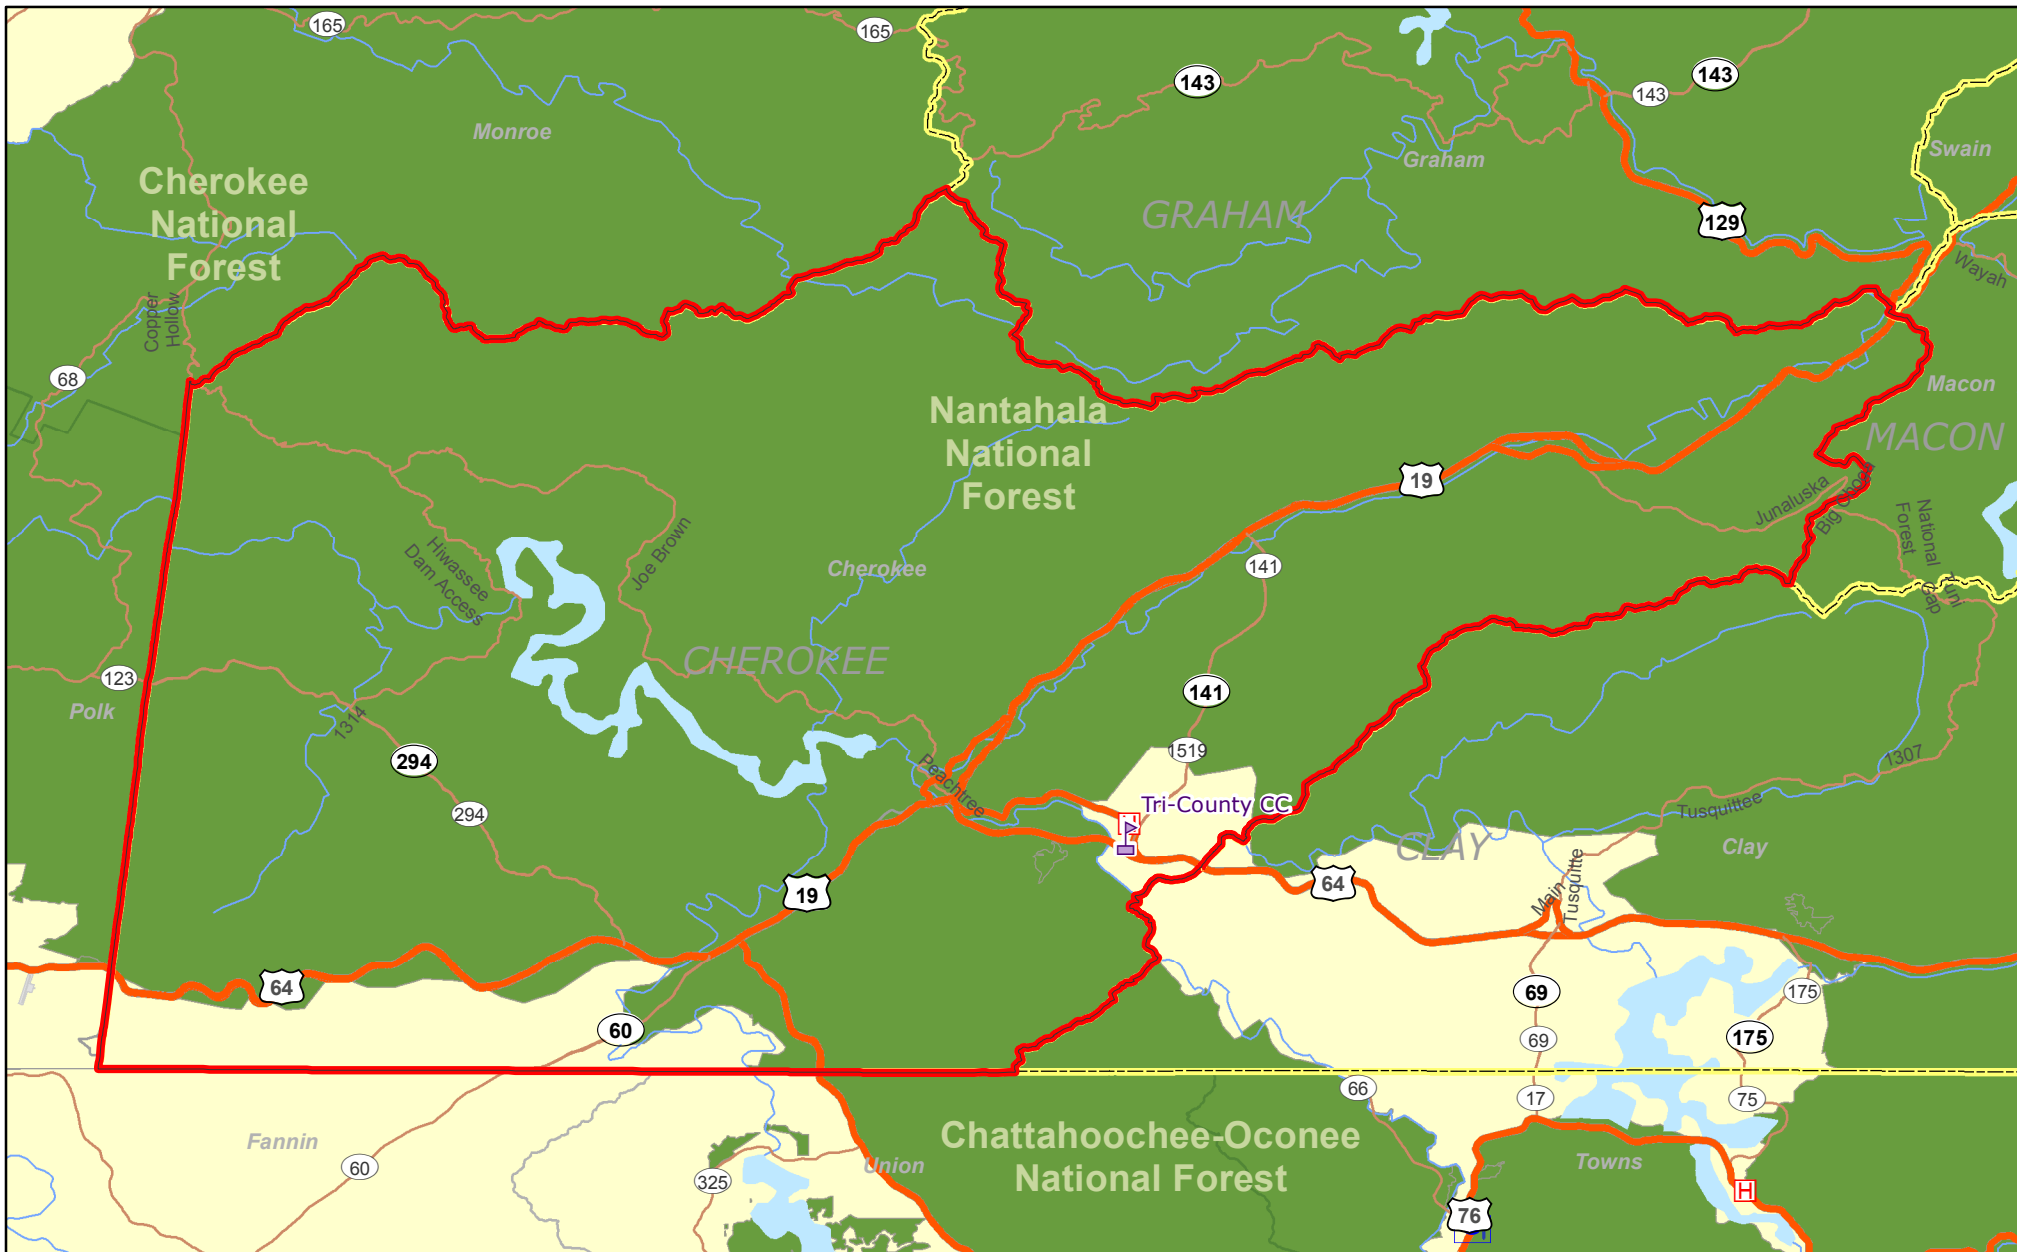 165
165
143
143
143
Monroe
Graham
Swain
Cherokee
National
Forest
GRAHAM
129
Wayah
Copper
Hollow
68
Macon
Nantahala
National
Forest
MACON
19
Junaluska
Big Choga
National
Forest
Tuni
Gap
Hiwassee
Dam Access
Joe Brown
Cherokee
141
CHEROKEE
123
Polk
141
1314
294
1519
1307
Peachtree
294
Tri-County CC
Tusquittee
CLAY
Clay
19
64
Main
Tusquitte
64
60
69
175
175
69
66
17
75
Fannin
60
Chattahoochee-Oconee
National Forest
Union
Towns
325
H
76